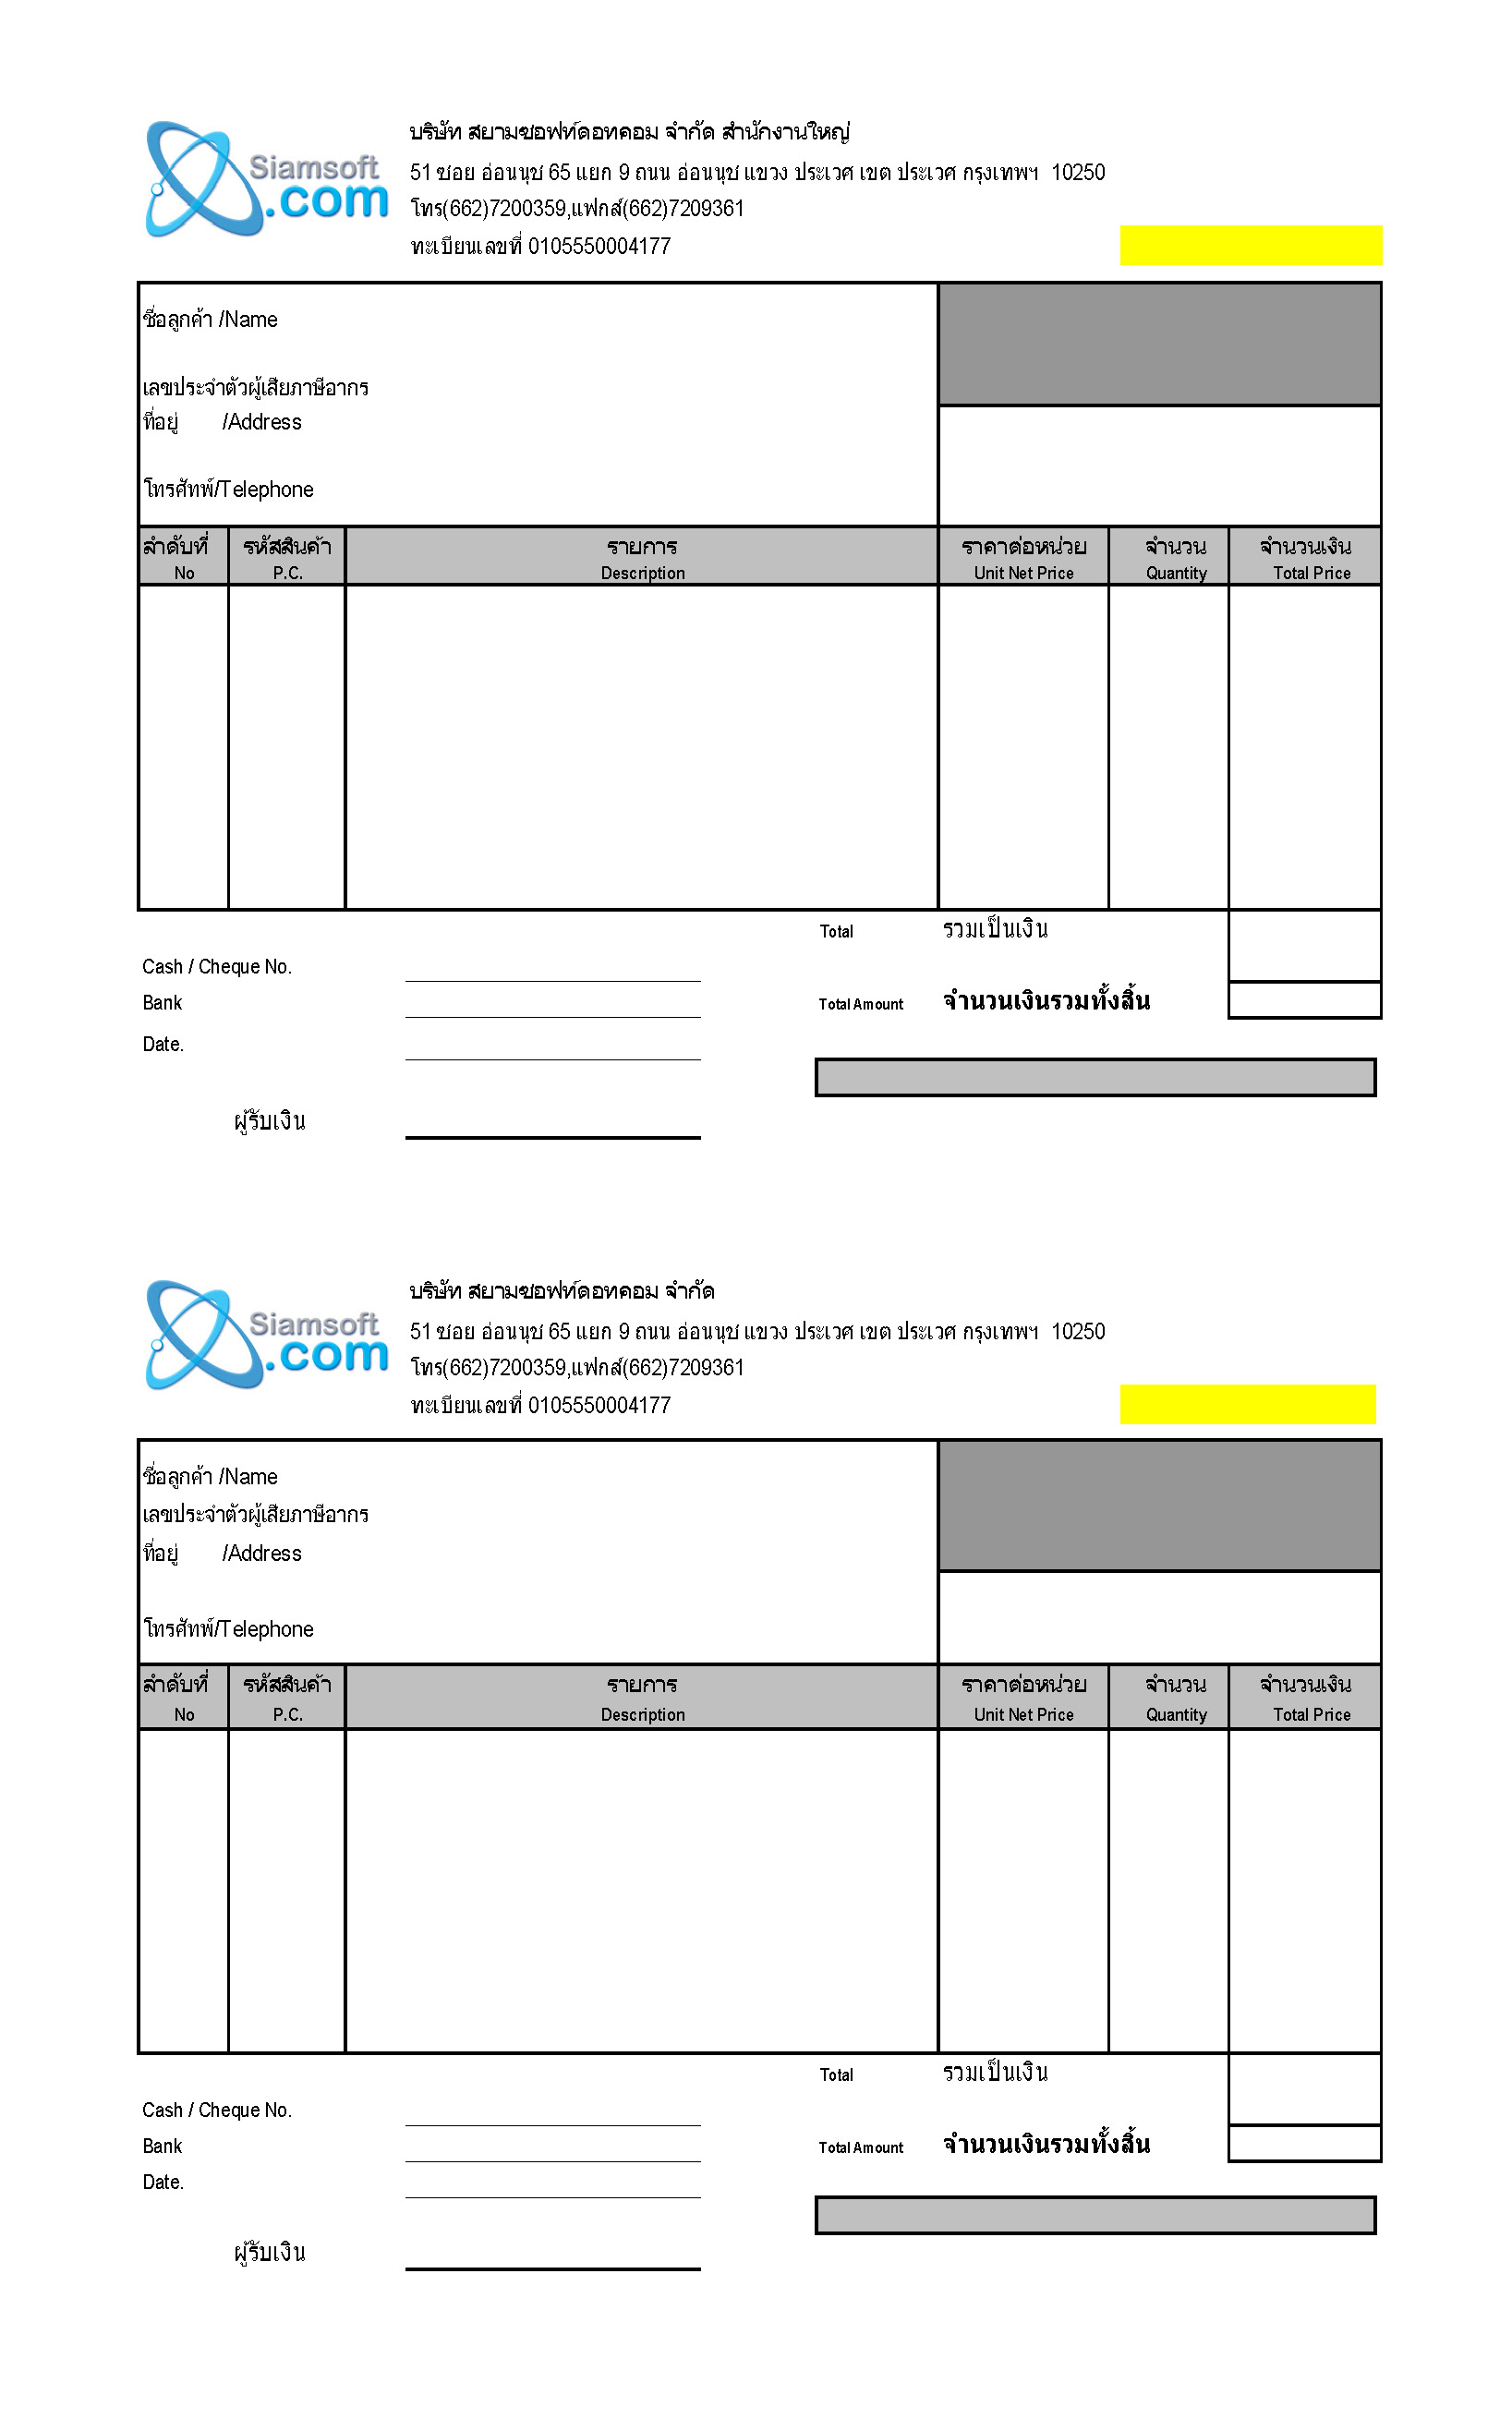 Siamsoft
.com
บริษัท สยามซอฟท์ดอทคอม จำกัด สำนักงานใหญ่
51 ซอย อ่อนนุช 65 แยก 9 ถนน อ่อนนุช แขวง ประเวศ เขต ประเวศ กรุงเทพฯ 10250
โทร(662)7200359,แฟกส์(662)7209361
ทะเบียนเลขที่ 0105550004177
ชื่อลูกค้า /Name
เลขประจำตัวผู้เสียภาษีอากร
ที่อยู่ /Address
โทรศัทพ์/Telephone
ลำดับที่ รหัสสินค้า รายการ ราคาต่อหน่วย จำนวน จำนวนเงิน
No P.C. Description Unit Net Price Quantity Total Price
Total รวมเป็นเงิน
Cash / Cheque No.
Bank Total Amount จำนวนเงินรวมทั้งสิ้น
Date.
ผู้รับเงิน
Siamsoft
.com
บริษัท สยามซอฟท์ดอทคอม จำกัด
51 ซอย อ่อนนุช 65 แยก 9 ถนน อ่อนนุช แขวง ประเวศ เขต ประเวศ กรุงเทพฯ 10250
โทร(662)7200359,แฟกส์(662)7209361
ทะเบียนเลขที่ 0105550004177
ชื่อลูกค้า /Name
เลขประจำตัวผู้เสียภาษีอากร
ที่อยู่ /Address
โทรศัทพ์/Telephone
ลำดับที่ รหัสสินค้า รายการ ราคาต่อหน่วย จำนวน จำนวนเงิน
No P.C. Description Unit Net Price Quantity Total Price
Total รวมเป็นเงิน
Cash / Cheque No.
Bank Total Amount จำนวนเงินรวมทั้งสิ้น
Date.
ผู้รับเงิน